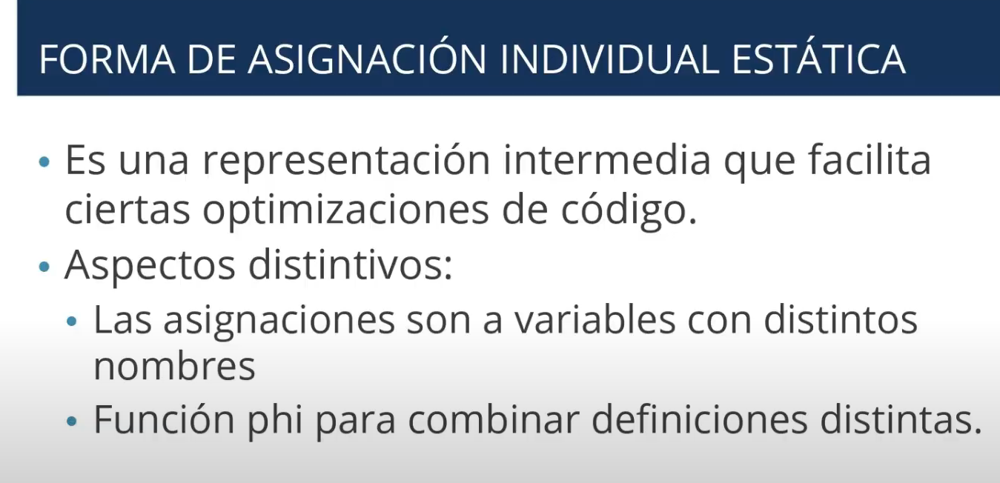 FORMA DE ASIGNACIÓN INDIVIDUAL ESTÁTICA
• Es una representación intermedia que facilita
ciertas optimizaciones de código.
• Aspectos distintivos:
• Las asignaciones son a variables con distintos
nombres
• Función phi para combinar definiciones distintas.